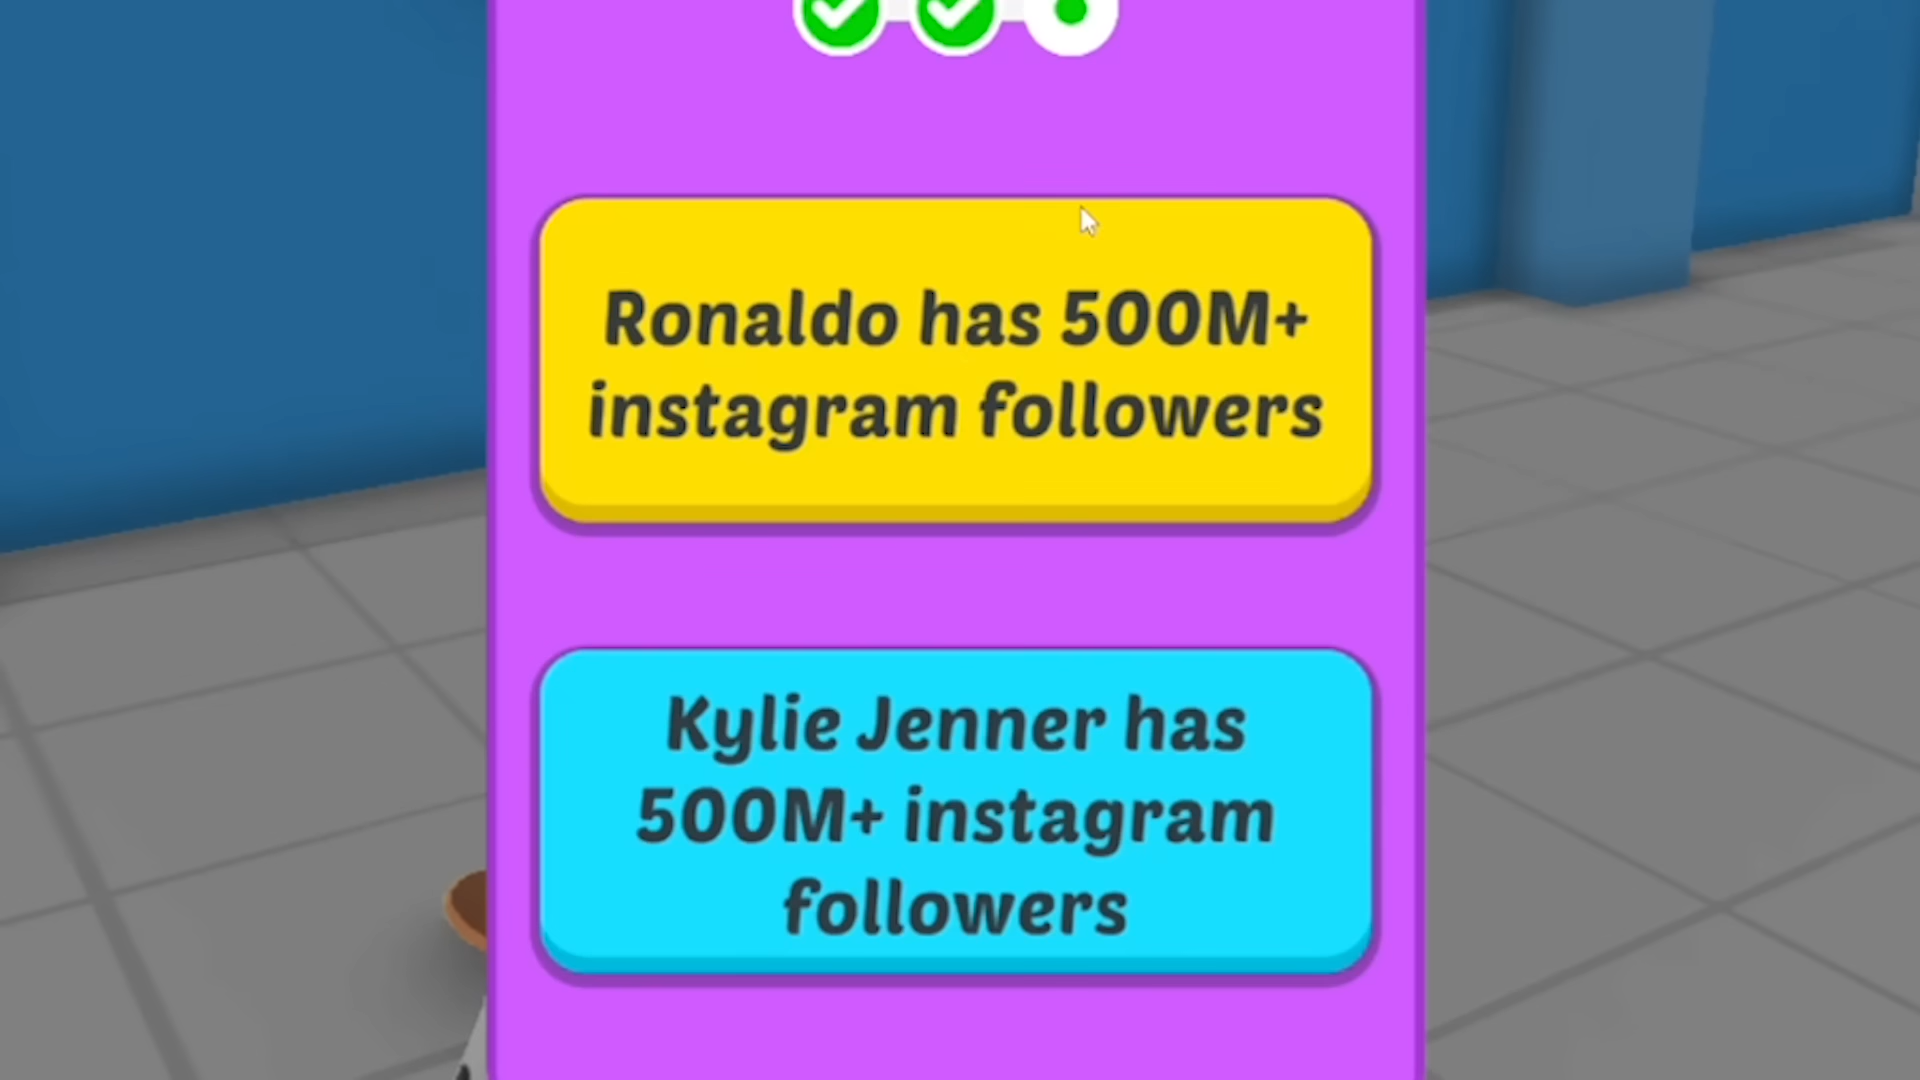 Ronaldo has 500M+
instagram followers
Kylie Jenner has
500M+ instagram
followers